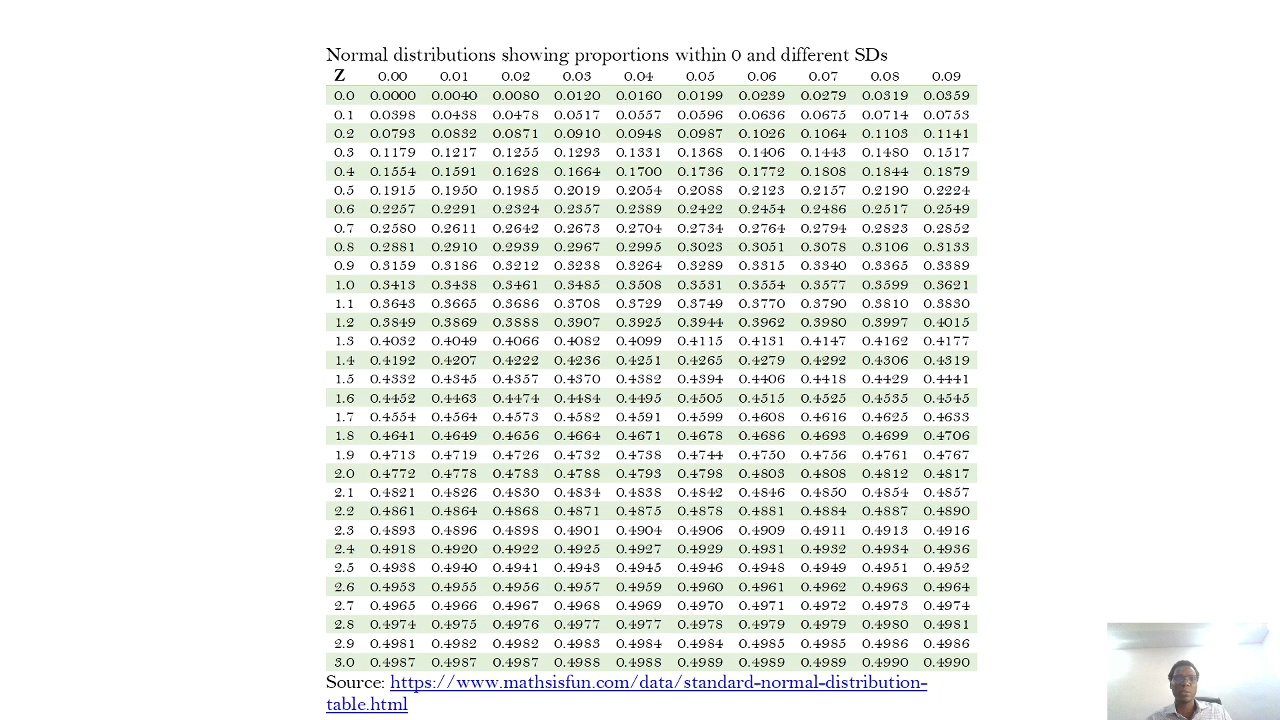 Normal distributions showing proportions within 0 and different SDs
Z 0.00 0.01 0.02 0.03 0.04 0.05 0.06 0.07 0.08 0.09
0.0 0.0000 0.0040 0.0080 0.0120 0.0160 0.0199 0.0239 0.0279 0.0319 0.0359
0.1 0.0398 0.0438 0.0478 0.0517 0.0557 0.0596 0.0636 0.0675 0.0714 0.0753
0.2 0.0793 0.0832 0.0871 0.0910 0.0948 0.0987 0.1026 0.1064 0.1103 0.1141
0.3 0.1179 0.1217 0.1255 0.1293 0.1331 0.1368 0.1406 0.1443 0.1480 0.1517
0.4 0.1554 0.1591 0.1628 0.1664 0.1700 0.1736 0.1772 0.1808 0.1844 0.1879
0.5 0.1915 0.1950 0.1985 0.2019 0.2054 0.2088 0.2123 0.2157 0.2190 0.2224
0.6 0.2257 0.2291 0.2324 0.2357 0.2389 0.2422 0.2454 0.2486 0.2517 0.2549
0.7 0.2580 0.2611 0.2642 0.2673 0.2704 0.2734 0.2764 0.2794 0.2823 0.2852
0.8 0.2881 0.2910 0.2939 0.2967 0.2995 0.3023 0.3051 0.3078 0.3106 0.3133
0.9 0.3159 0.3186 0.3212 0.3238 0.3264 0.3289 0.3315 0.3340 0.3365 0.3389
1.0 0.3413 0.3438 0.3461 0.3485 0.3508 0.3531 0.3554 0.3577 0.3599 0.3621
1.1 0.3643 0.3665 0.3686 0.3708 0.3729 0.3749 0.3770 0.3790 0.3810 0.3830
1.2 0.3849 0.3869 0.3888 0.3907 0.3925 0.3944 0.3962 0.3980 0.3997 0.4015
1.3 0.4032 0.4049 0.4066 0.4082 0.4099 0.4115 0.4131 0.4147 0.4162 0.4177
1.4 0.4192 0.4207 0.4222 0.4236 0.4251 0.4265 0.4279 0.4292 0.4306 0.4319
1.5 0.4332 0.4345 0.4357 0.4370 0.4382 0.4394 0.4406 0.4418 0.4429 0.4441
1.6 0.4452 0.4463 0.4474 0.4484 0.4495 0.4505 0.4515 0.4525 0.4535 0.4545
1.7 0.4554 0.4564 0.4573 0.4582 0.4591 0.4599 0.4608 0.4616 0.4625 0.4633
1.8 0.4641 0.4649 0.4656 0.4664 0.4671 0.4678 0.4686 0.4693 0.4699 0.4706
1.9 0.4713 0.4719 0.4726 0.4732 0.4738 0.4744 0.4750 0.4756 0.4761 0.4767
2.0 0.4772 0.4778 0.4783 0.4788 0.4793 0.4798 0.4803 0.4808 0.4812 0.4817
2.1 0.4821 0.4826 0.4830 0.4834 0.4838 0.4842 0.4846 0.4850 0.4854 0.4857
2.2 0.4861 0.4864 0.4868 0.4871 0.4875 0.4878 0.4881 0.4884 0.4887 0.4890
2.3 0.4893 0.4896 0.4898 0.4901 0.4904 0.4906 0.4909 0.4911 0.4913 0.4916
2.4 0.4918 0.4920 0.4922 0.4925 0.4927 0.4929 0.4931 0.4932 0.4934 0.4936
2.5 0.4938 0.4940 0.4941 0.4943 0.4945 0.4946 0.4948 0.4949 0.4951 0.4952
2.6 0.4953 0.4955 0.4956 0.4957 0.4959 0.4960 0.4961 0.4962 0.4963 0.4964
2.7 0.4965 0.4966 0.4967 0.4968 0.4969 0.4970 0.4971 0.4972 0.4973 0.4974
2.8 0.4974 0.4975 0.4976 0.4977 0.4977 0.4978 0.4979 0.4979 0.4980 0.4981
2.9 0.4981 0.4982 0.4982 0.4983 0.4984 0.4984 0.4985 0.4985 0.4986 0.4986
3.0 0.4987 0.4987 0.4987 0.4988 0.4988 0.4989 0.4989 0.4989 0.4990 0.4990
Source: https://www.mathsisfun.com/data/standard-normal-distribution-
table.html